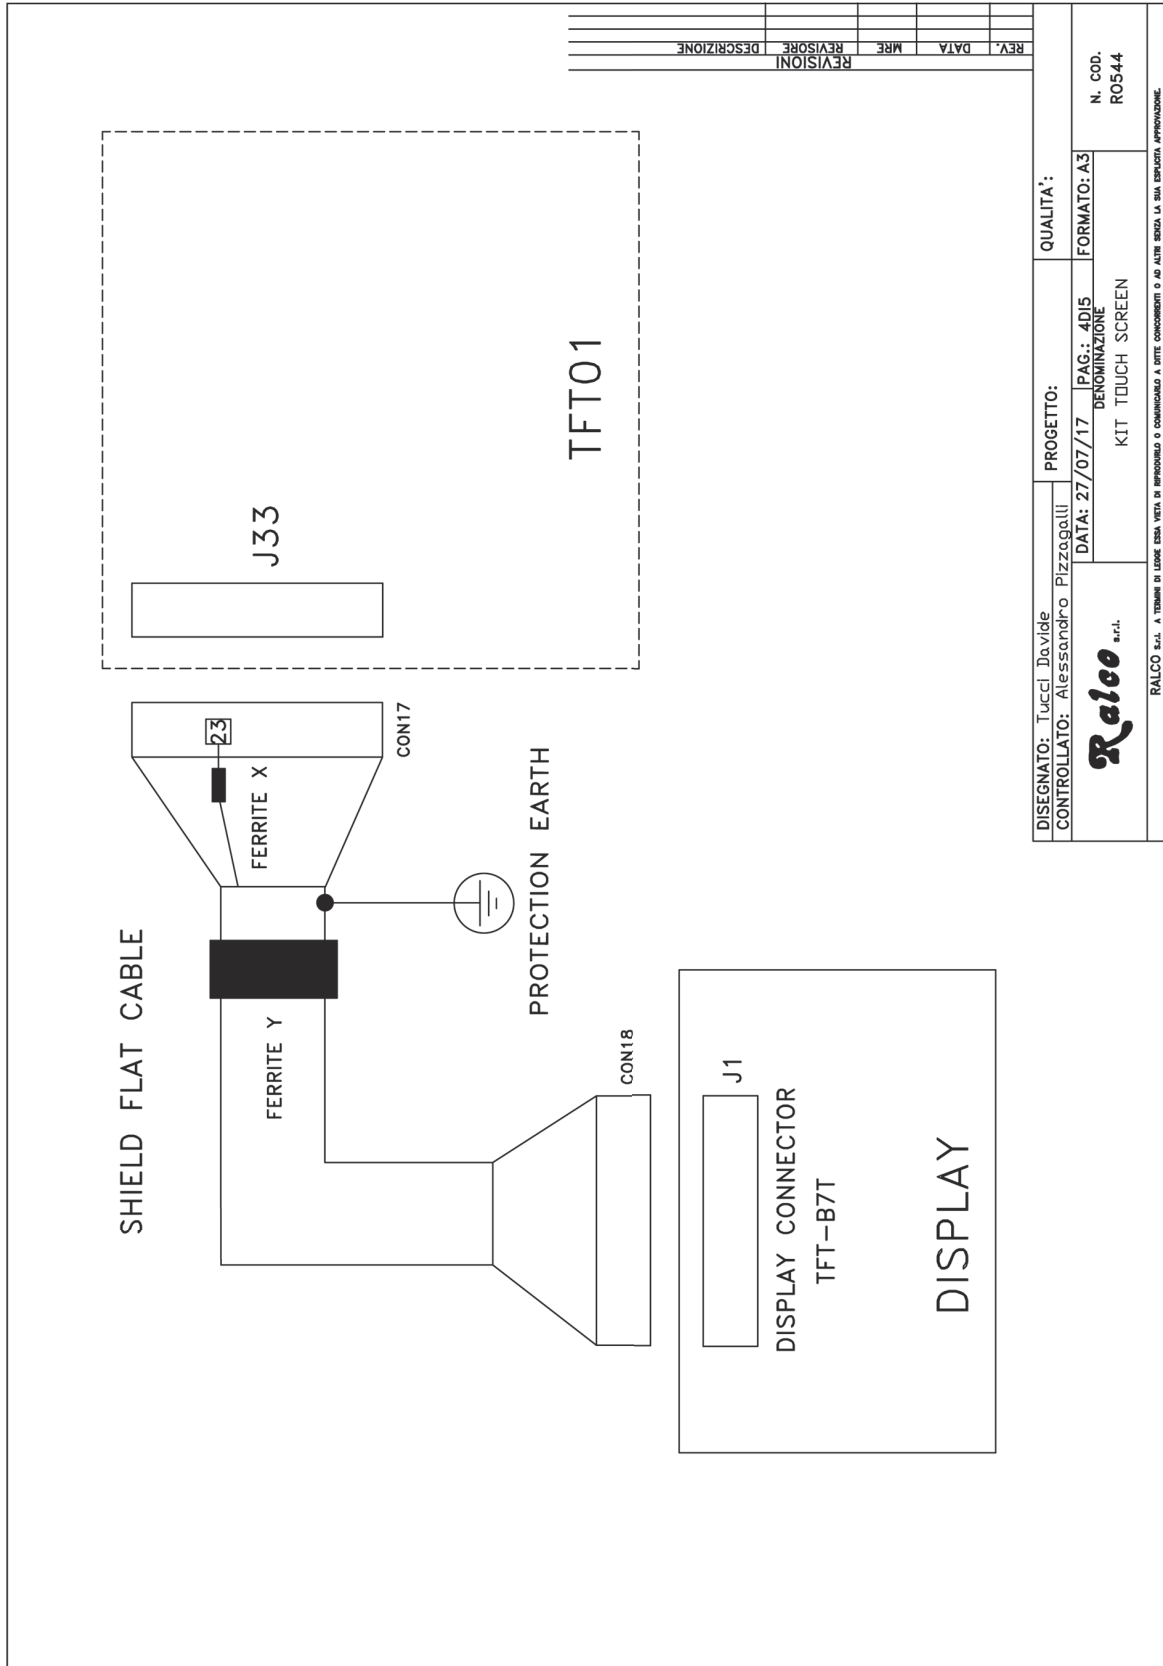 SHIELD FLAT CABLE
FERRITE Y
FERRITE X
23
CON17
J33
TFT01
PROTECTION EARTH
CON18
J1
DISPLAY CONNECTOR
TFT-B7T
DISPLAY
REVISIONI
REV.
DATA
MRE
REVISORE
DESCRIZIONE
DISEGNATO: Tucci Davide
PROGETTO:
QUALITA':
CONTROLLATO: Alessandro Pizzagalli
DATA: 27/07/17
PAG.: 4DI5
FORMATO: A3
N. COD.
R0544
Ralco s.r.l.
DENOMINAZIONE
KIT TOUCH SCREEN
RALCO s.r.l. A TERMINI DI LEGGE ESSA VIETA DI RIPRODURLO O COMUNICARLO A DITTE CONCORRENTI O AD ALTRI SENZA LA SUA ESPLICITA APPROVAZIONE.